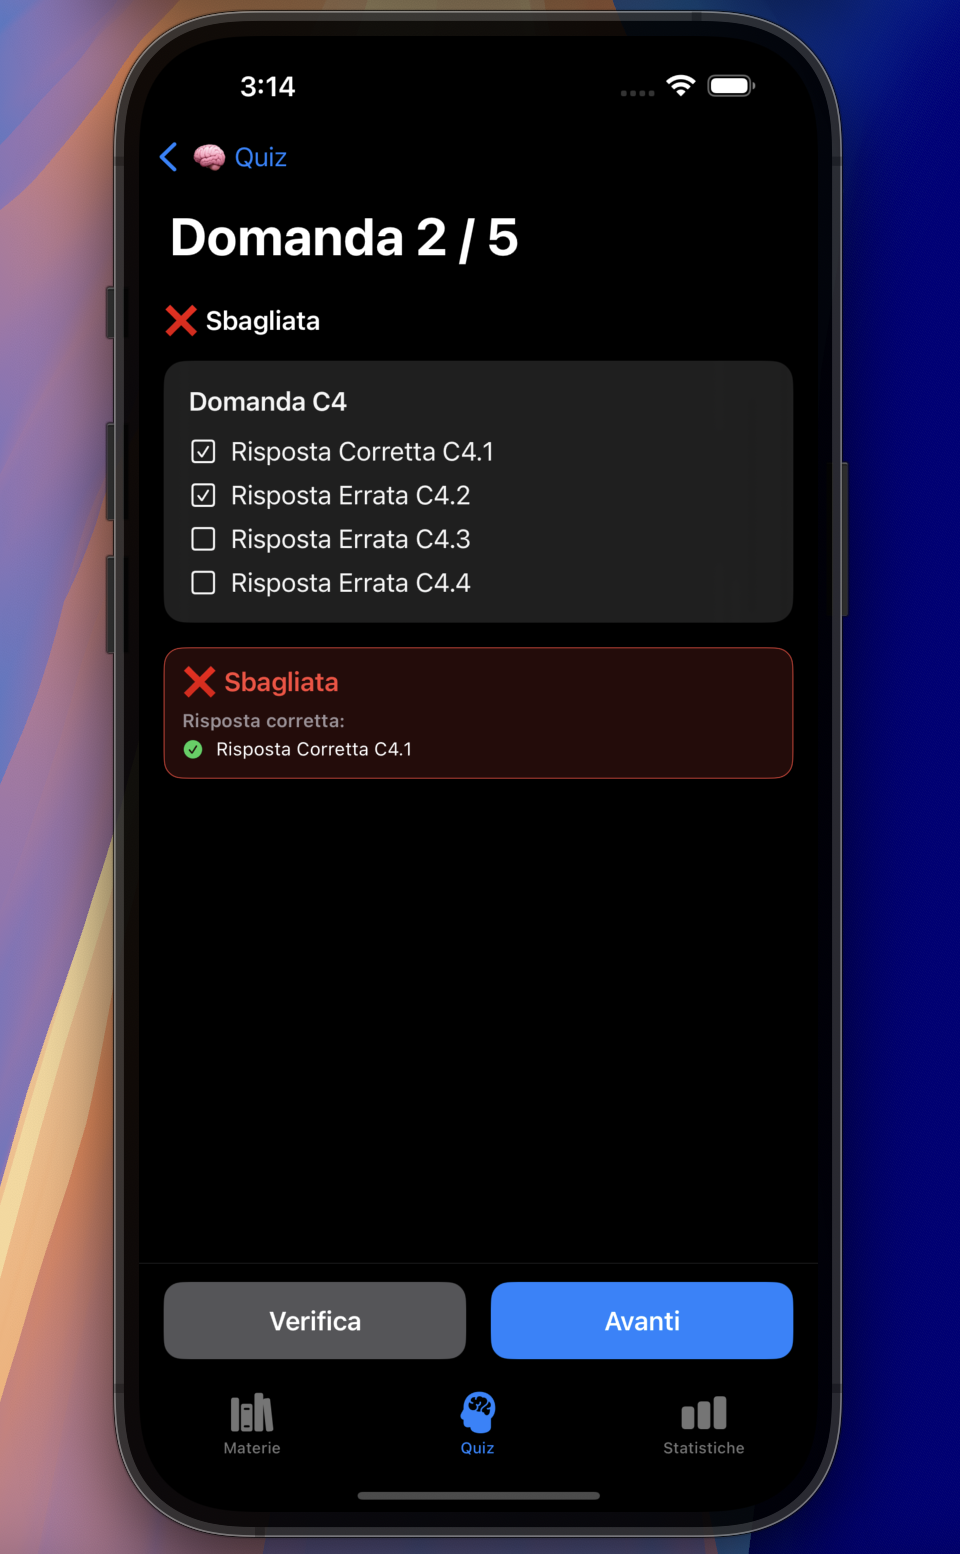 3:14
Quiz
Domanda 2 / 5
Sbagliata
Domanda C4
Risposta Corretta C4.1
Risposta Errata C4.2
Risposta Errata C4.3
Risposta Errata C4.4
Sbagliata
Risposta corretta:
Risposta Corretta C4.1
Verifica
Avanti
Materie
Quiz
Statistiche